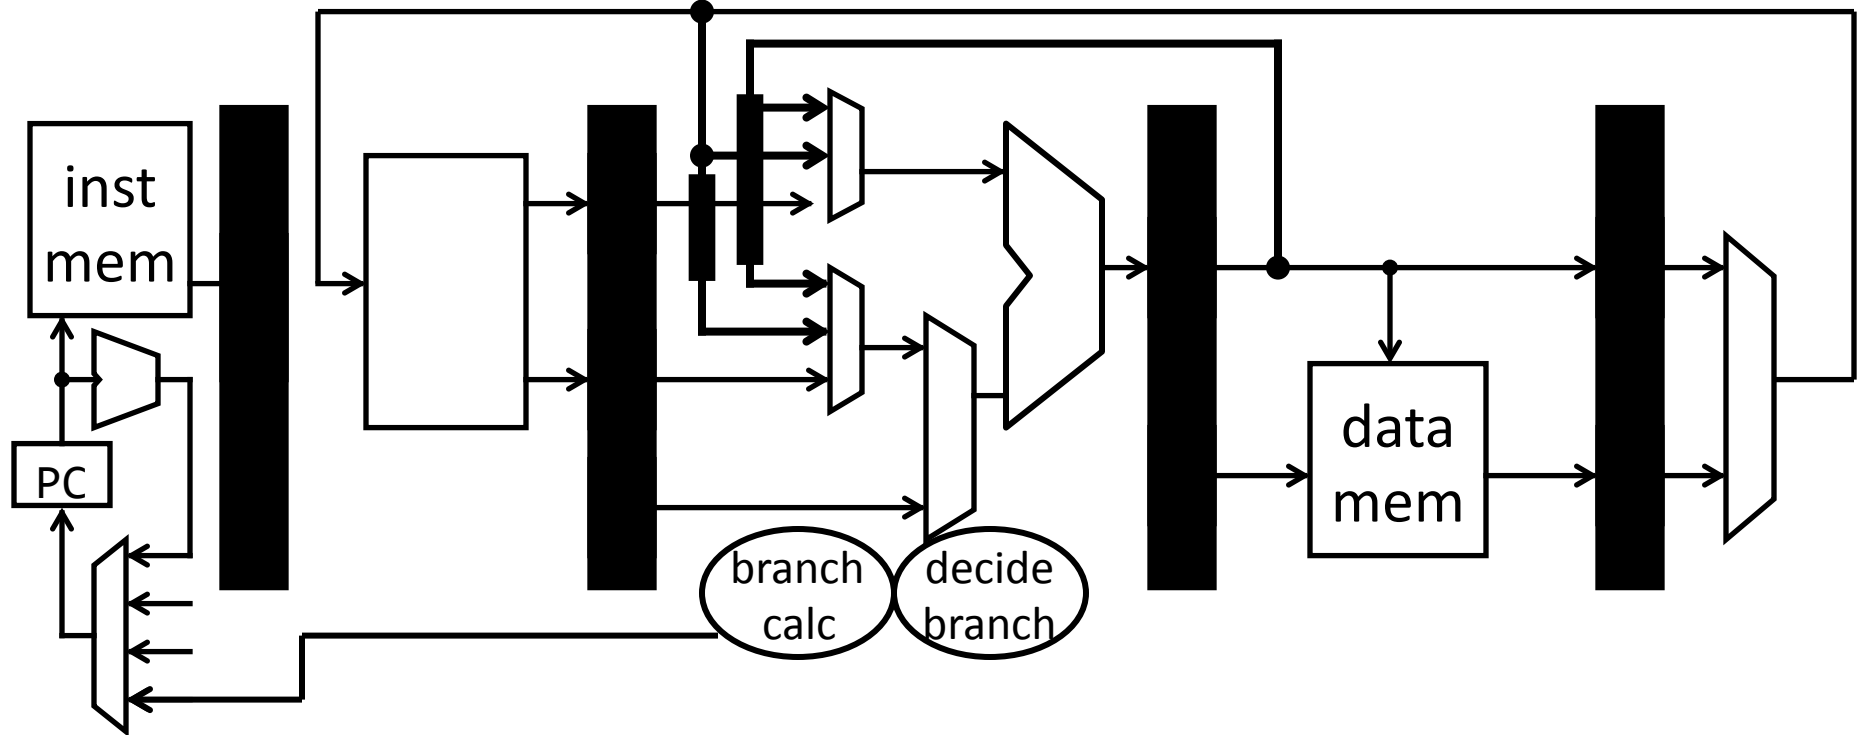 inst
mem
PC
branch
calc
decide
branch
data
mem